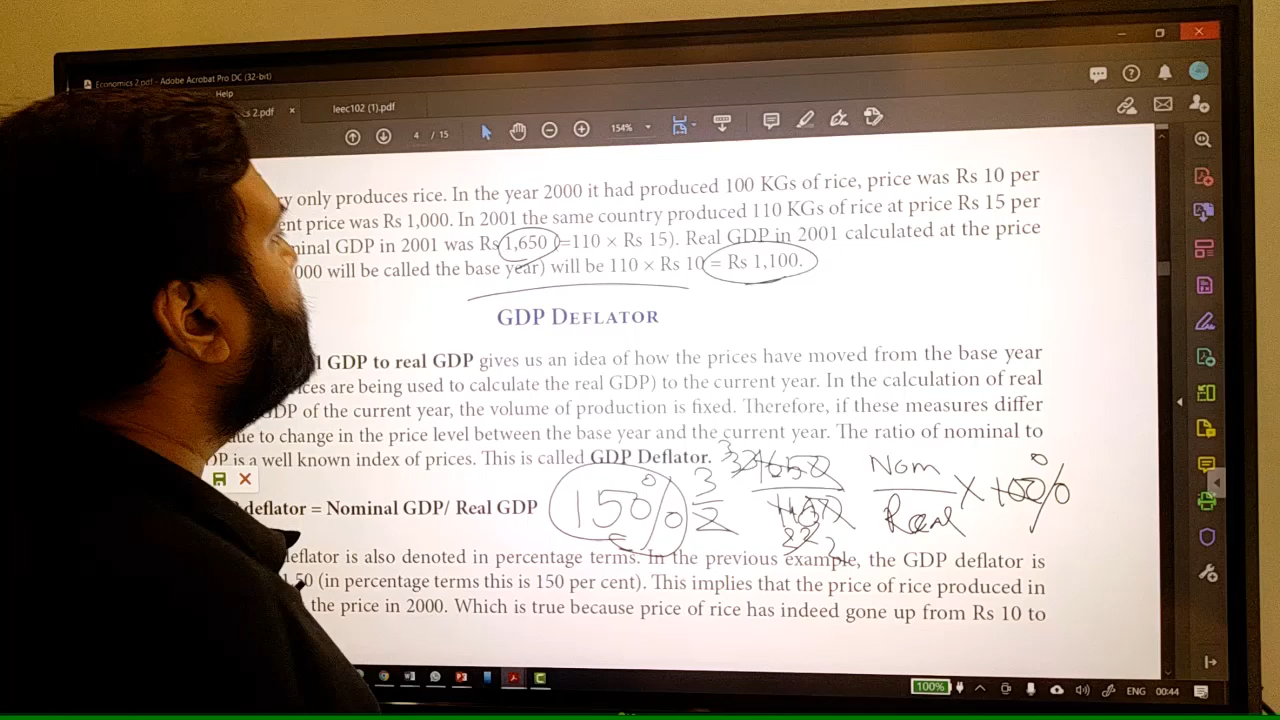 Economics 2.pdf - Adobe Acrobat Pro DC (32-bit)
Help
2.pdf × leec102 (1).pdf
4 / 15 154%
only produces rice. In the year 2000 it had produced 100 KGs of rice, price was Rs 10 per
price was Rs 1,000. In 2001 the same country produced 110 KGs of rice at price Rs 15 per
GDP in 2001 was Rs 1,650 (=110 × Rs 15). Real GDP in 2001 calculated at the price
will be called the base year) will be 110 × Rs 10 = Rs 1,100.
GDP DEFLATOR
GDP to real GDP gives us an idea of how the prices have moved from the base year
are being used to calculate the real GDP) to the current year. In the calculation of real
GDP of the current year, the volume of production is fixed. Therefore, if these measures differ
to change in the price level between the base year and the current year. The ratio of nominal to
is a well known index of prices. This is called GDP Deflator.
deflator = Nominal GDP/ Real GDP
150% 3/2 1650/1100 Nom/Real × 100%
deflator is also denoted in percentage terms. In the previous example, the GDP deflator is
(in percentage terms this is 150 per cent). This implies that the price of rice produced in
the price in 2000. Which is true because price of rice has indeed gone up from Rs 10 to
100% ENG 00:44